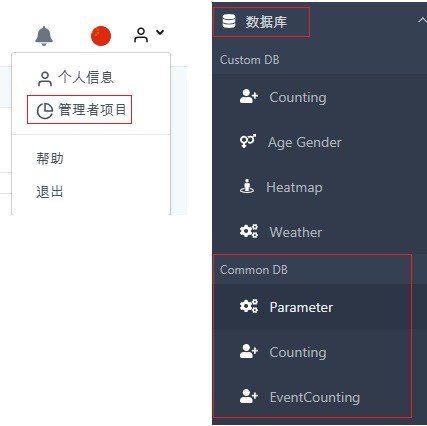 个人信息
管理者项目
帮助
退出
数据库
Custom DB
Counting
Age Gender
Heatmap
Weather
Common DB
Parameter
Counting
EventCounting